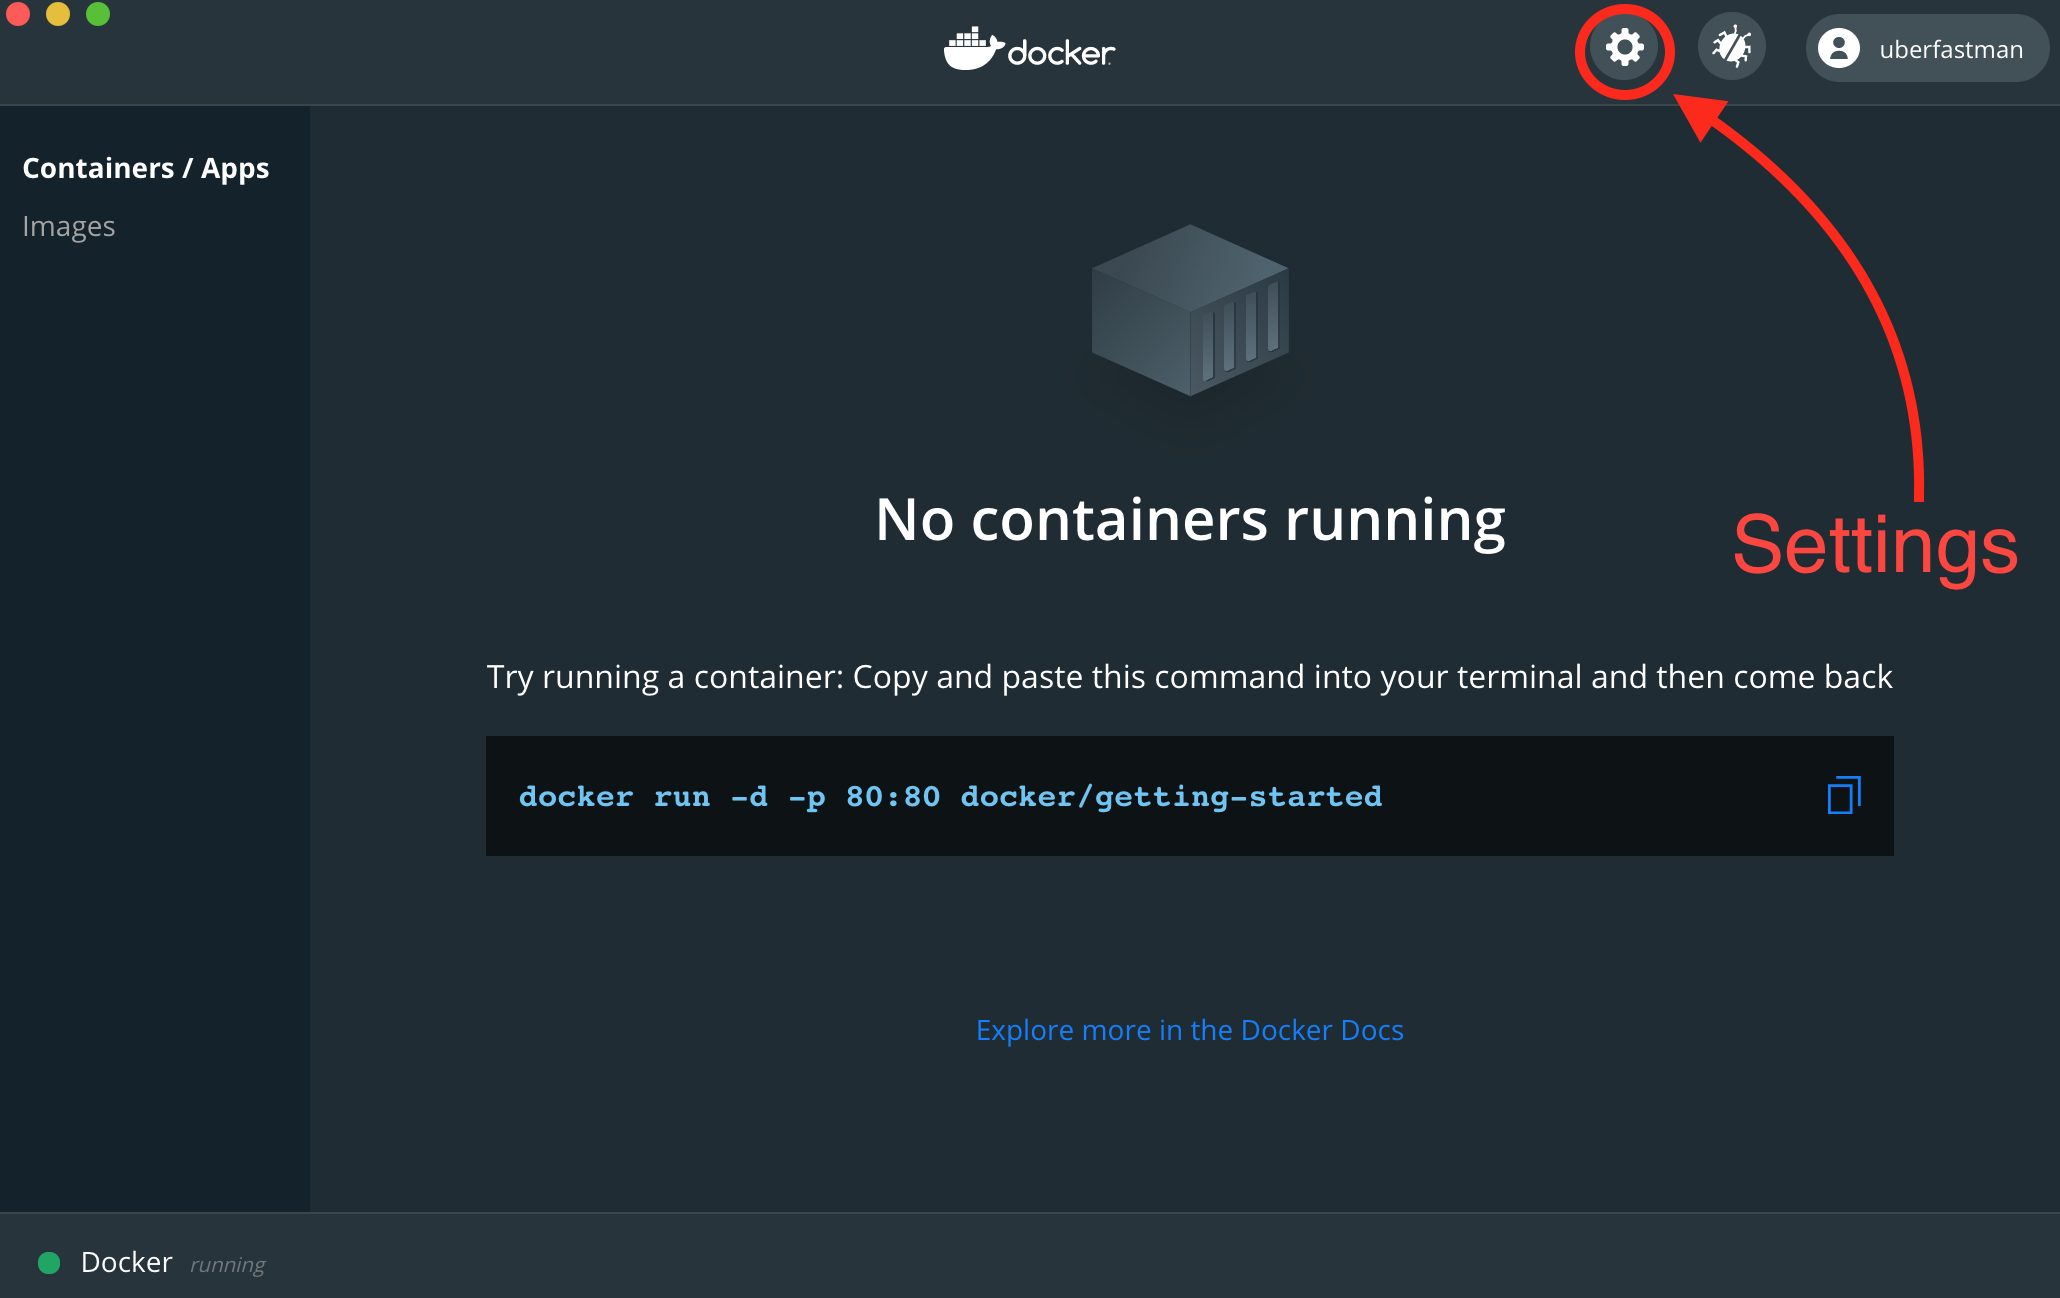 docker
uberfastman
Containers / Apps
Images
No containers running
Settings
Try running a container: Copy and paste this command into your terminal and then come back
docker run -d -p 80:80 docker/getting-started
Explore more in the Docker Docs
Docker running